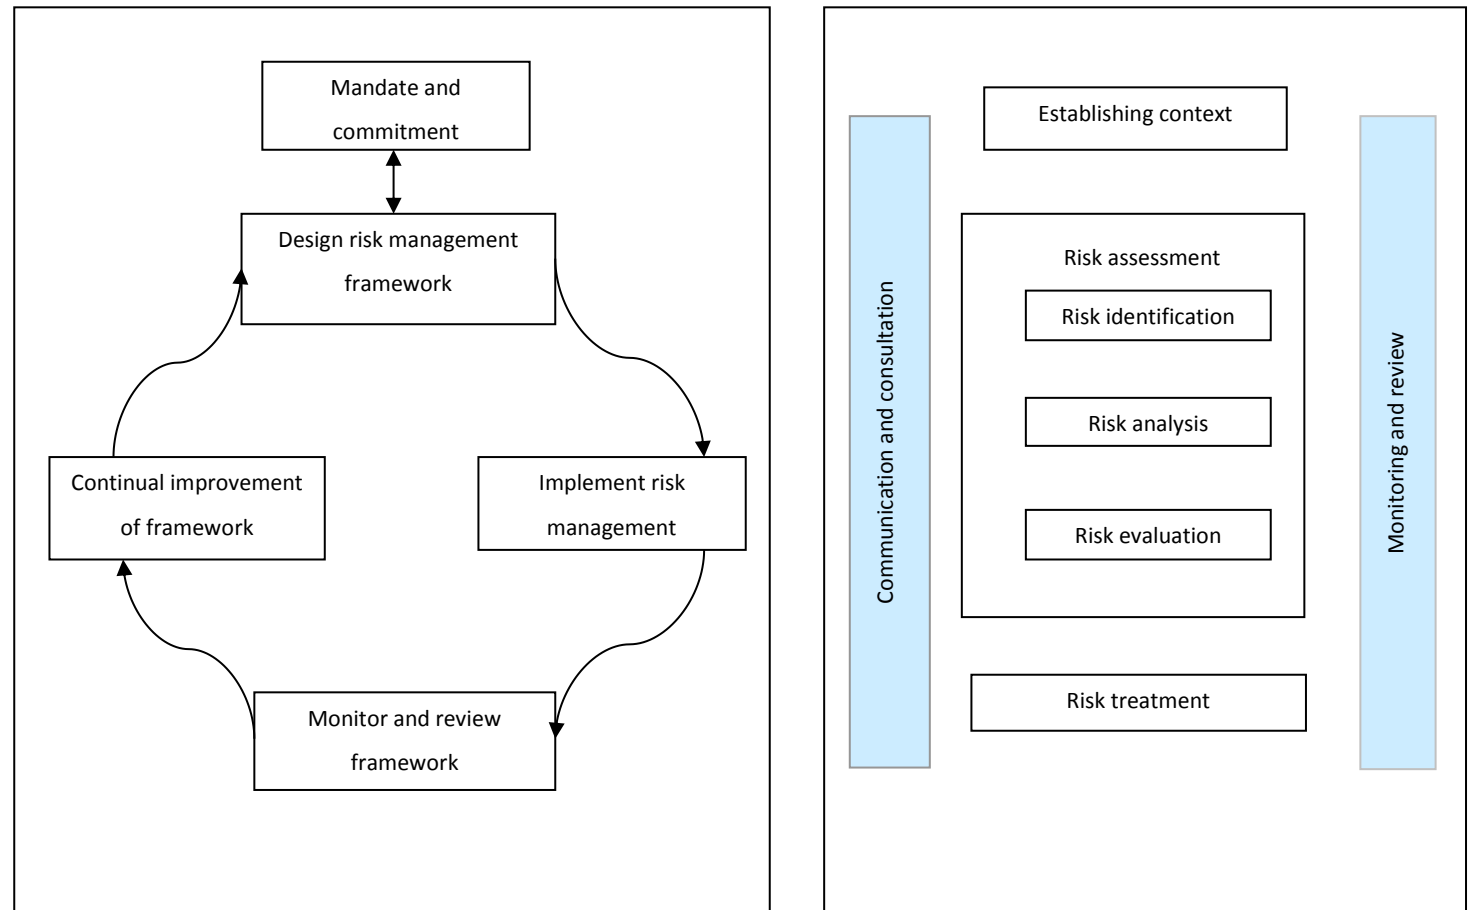 Mandate and
commitment
Design risk management
framework
Continual improvement
of framework
Implement risk
management
Monitor and review
framework
Communication and consultation
Establishing context
Risk assessment
Risk identification
Risk analysis
Risk evaluation
Risk treatment
Monitoring and review